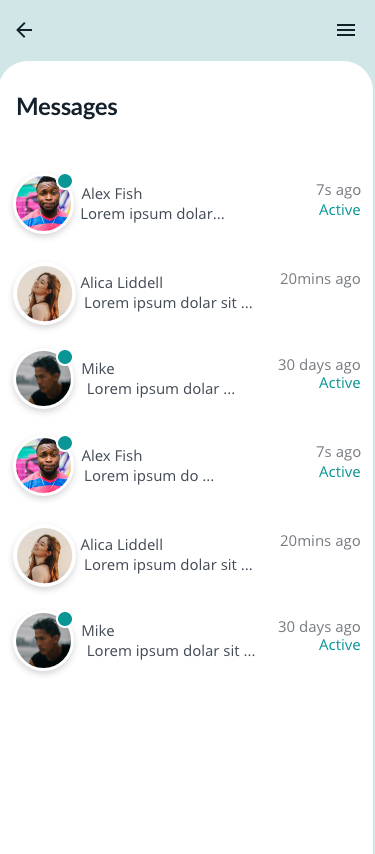 Messages
Alex Fish
7s ago
Lorem ipsum dolar...
Active
Alica Liddell
20mins ago
Lorem ipsum dolar sit ...
Mike
30 days ago
Lorem ipsum dolar ...
Active
Alex Fish
7s ago
Lorem ipsum do ...
Active
Alica Liddell
20mins ago
Lorem ipsum dolar sit ...
Mike
30 days ago
Lorem ipsum dolar sit ...
Active